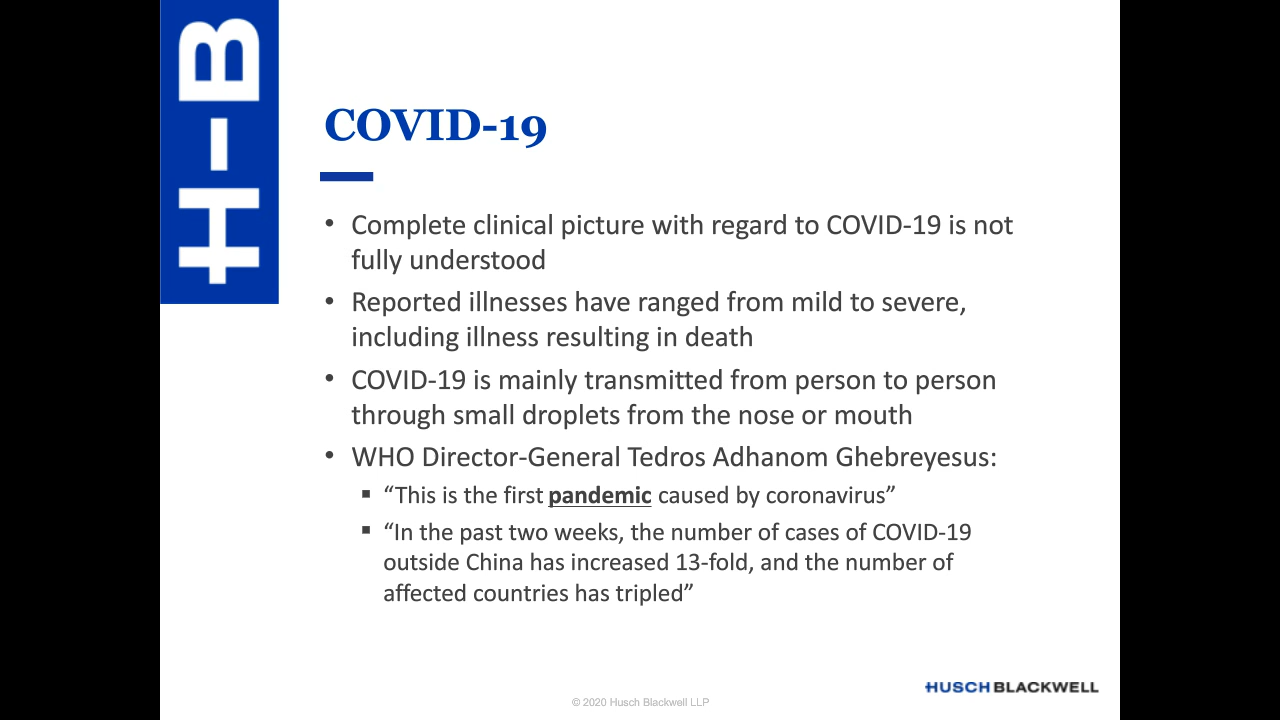 H-B
COVID-19
• Complete clinical picture with regard to COVID-19 is not
fully understood
• Reported illnesses have ranged from mild to severe,
including illness resulting in death
• COVID-19 is mainly transmitted from person to person
through small droplets from the nose or mouth
• WHO Director-General Tedros Adhanom Ghebreyesus:
▪ “This is the first pandemic caused by coronavirus”
▪ “In the past two weeks, the number of cases of COVID-19
outside China has increased 13-fold, and the number of
affected countries has tripled”
HUSCH BLACKWELL
© 2020 Husch Blackwell LLP